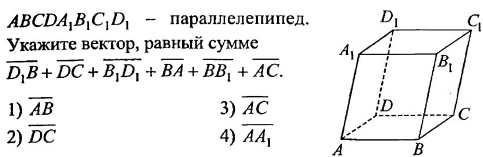 ABCDA₁B₁C₁D₁ – параллелепипед.
Укажите вектор, равный сумме
D₁B + DC + B₁D₁ + BA + BB₁ + AC.
1) AB
2) DC
3) AC
4) AA₁
D₁
C₁
A₁
B₁
D
C
A
B